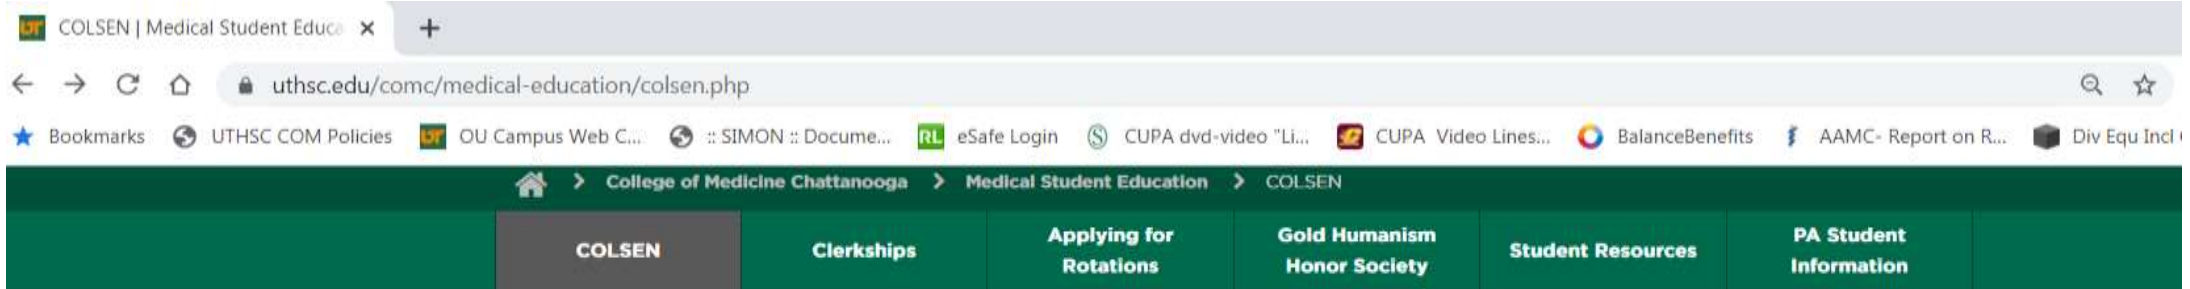 UT COLSEN | Medical Student Educa
uthsc.edu/comc/medical-education/colsen.php
Bookmarks UTHSC COM Policies UT OU Campus Web C... :: SIMON :: Docume... RL eSafe Login S CUPA dvd-video "Li... CUPA Video Lines... BalanceBenefits AAMC- Report on R... Div Equ Incl
College of Medicine Chattanooga > Medical Student Education > COLSEN
COLSEN
Clerkships
Applying for
Rotations
Gold Humanism
Honor Society
Student Resources
PA Student
Information